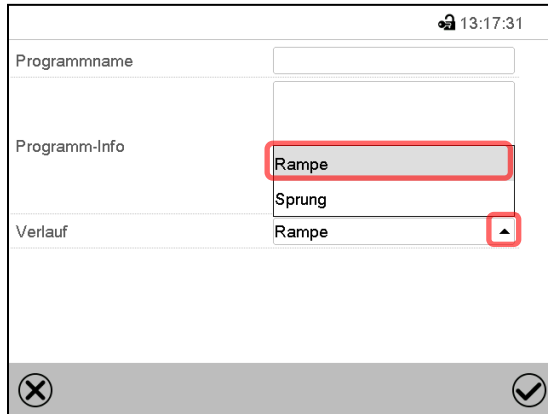 13:17:31
Programmname
Programm-Info
Rampe
Sprung
Verlauf
Rampe